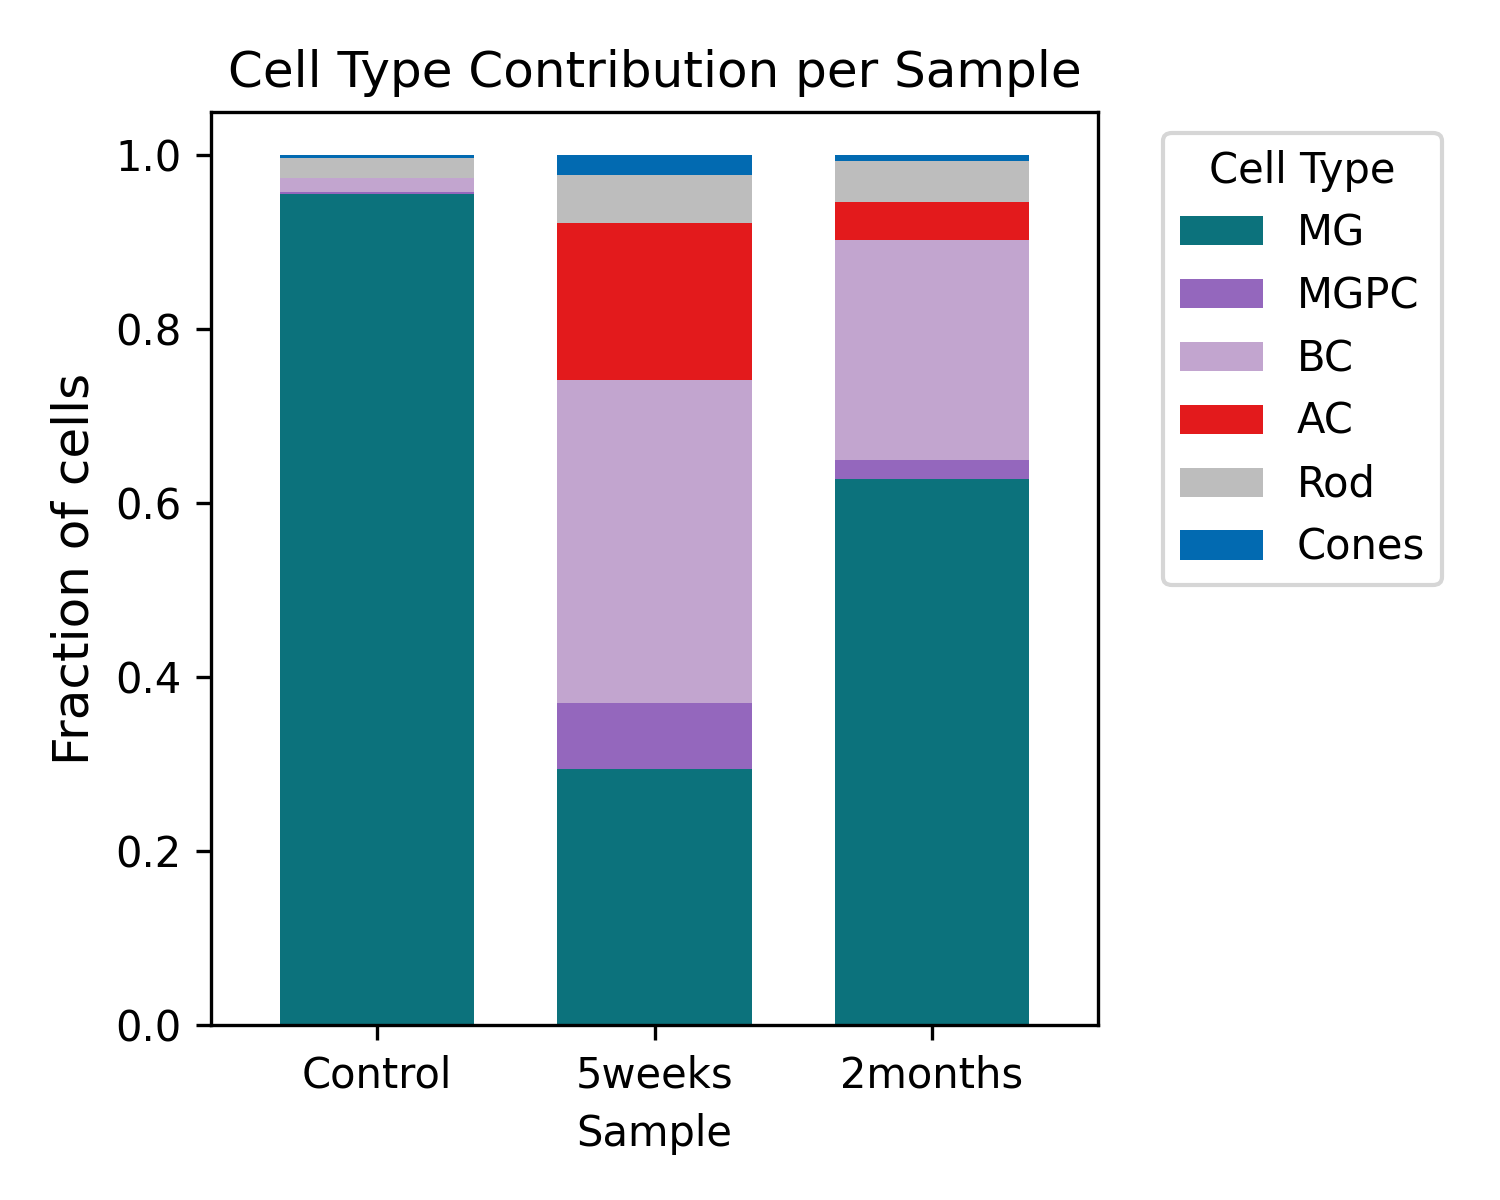 Cell Type Contribution per Sample
Fraction of cells
1.0
0.8
0.6
0.4
0.2
0.0
Control
5weeks
2months
Sample
Cell Type
MG
MGPC
BC
AC
Rod
Cones